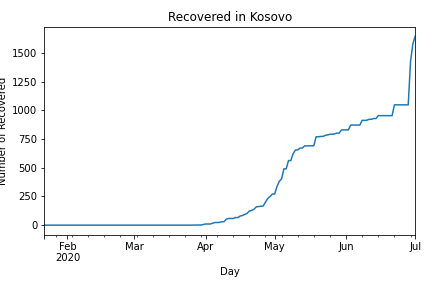 Recovered in Kosovo
Number of Recovered
1500
1250
1000
750
500
250
0
Feb
2020
Mar
Apr
May
Jun
Jul
Day